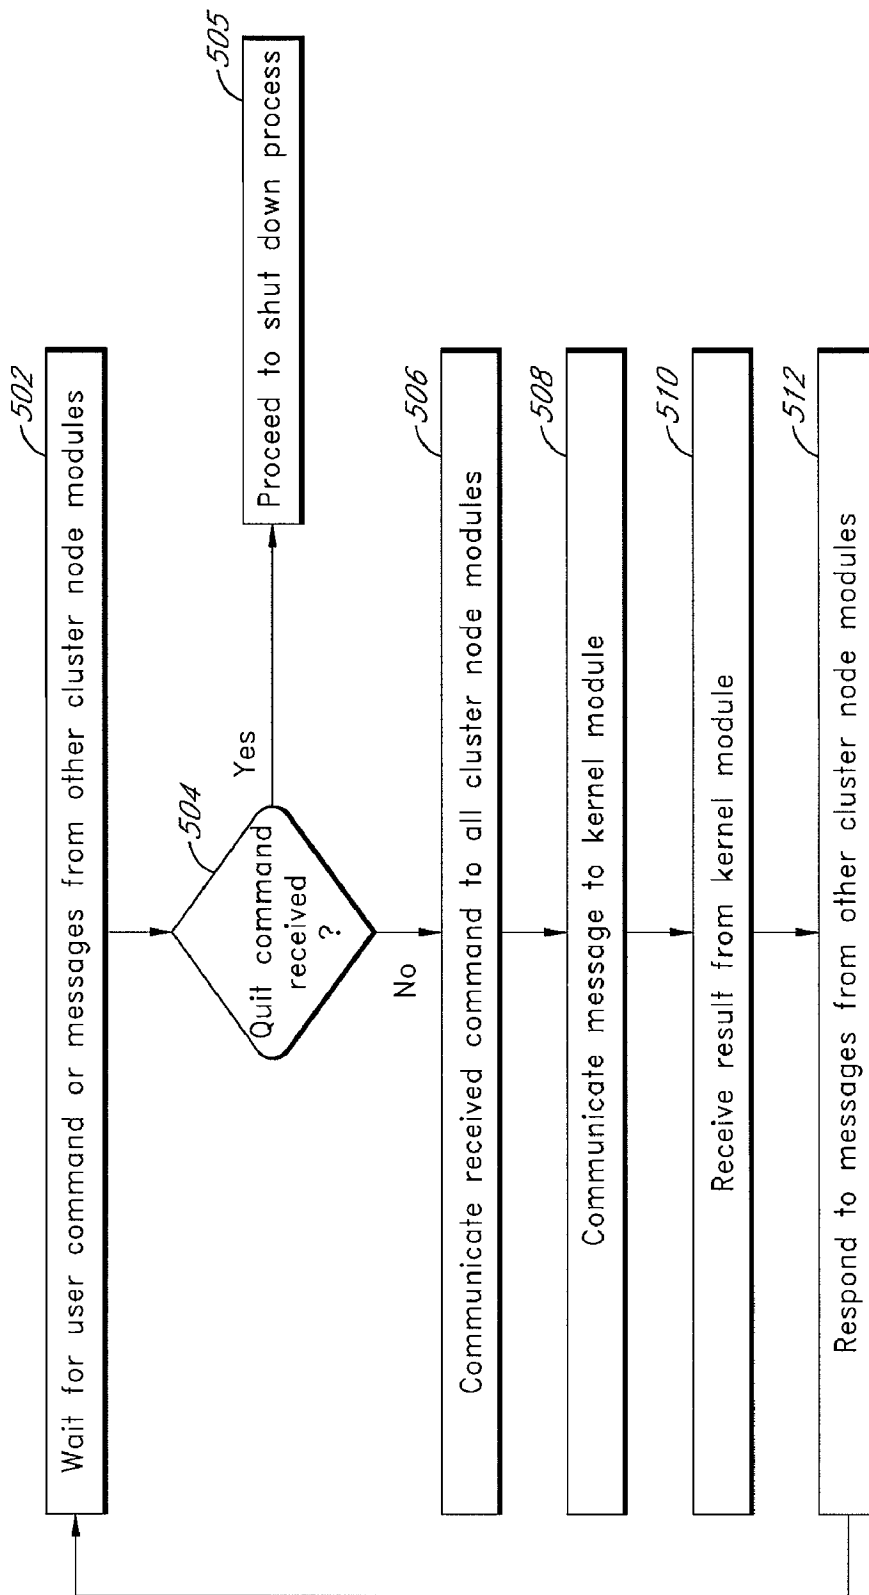 502
Wait for user command or messages from other cluster node modules
504
Quit command
received
?
Yes
505
Proceed to shut down process
No
506
Communicate received command to all cluster node modules
508
Communicate message to kernel module
510
Receive result from kernel module
512
Respond to messages from other cluster node modules